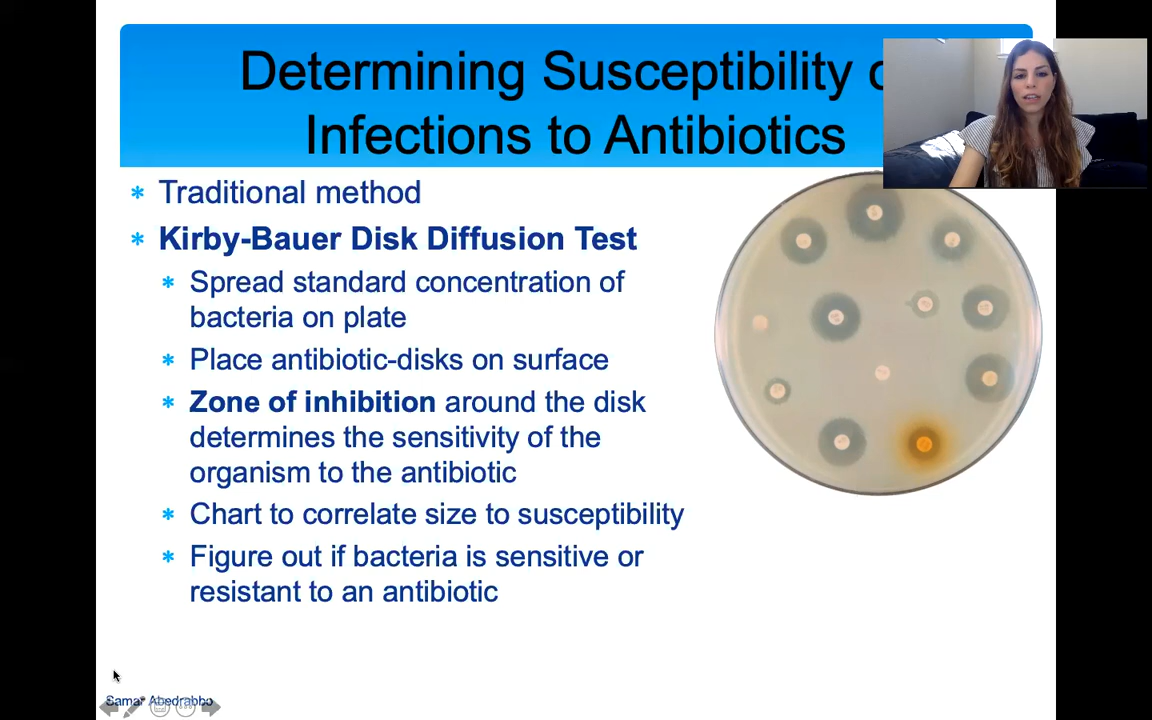 Determining Susceptibility
Infections to Antibiotics
* Traditional method
* Kirby-Bauer Disk Diffusion Test
* Spread standard concentration of
bacteria on plate
* Place antibiotic-disks on surface
* Zone of inhibition around the disk
determines the sensitivity of the
organism to the antibiotic
* Chart to correlate size to susceptibility
* Figure out if bacteria is sensitive or
resistant to an antibiotic
Samar Abedrabbo